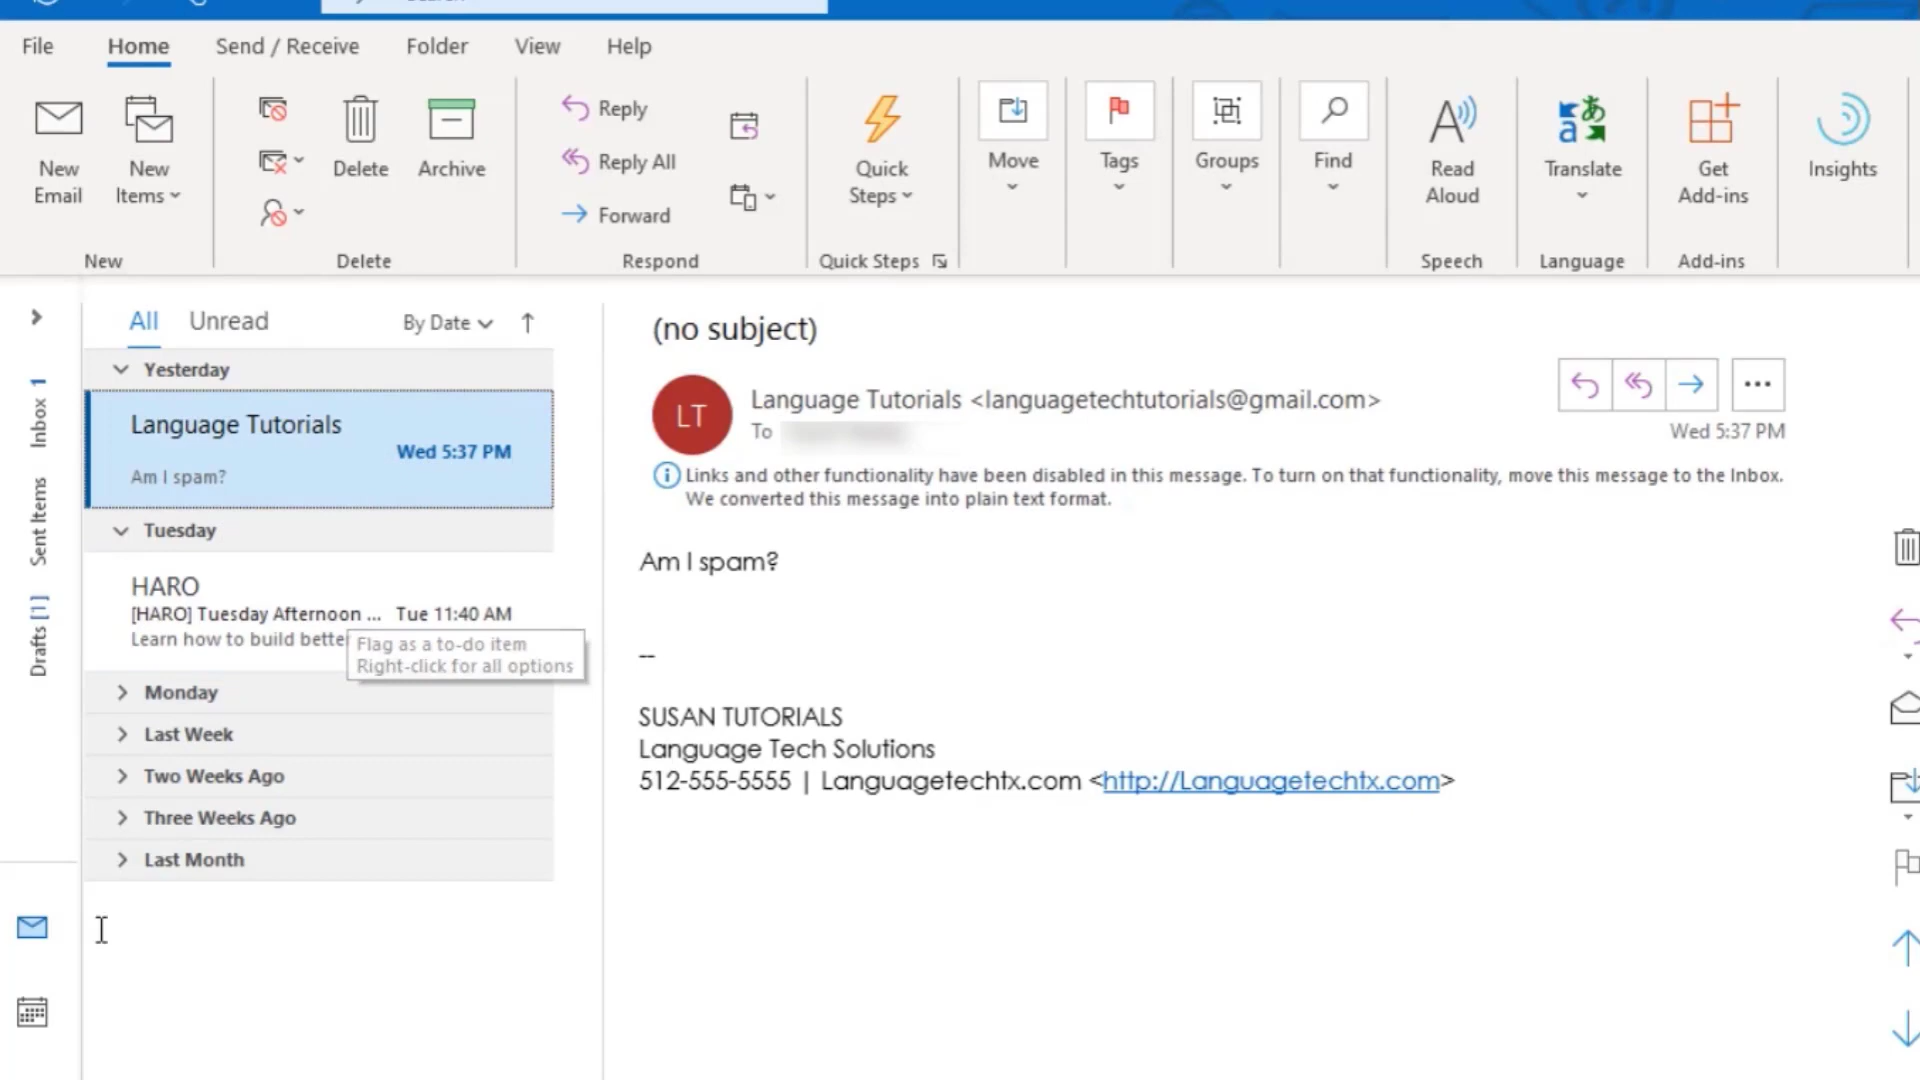 File Home Send / Receive Folder View Help
New Email
New Items
Delete
Archive
Reply
Reply All
Forward
Quick Steps
Move
Tags
Groups
Find
Read Aloud
Translate
Get Add-ins
Insights
New Delete Respond Quick Steps Speech Language Add-ins
Inbox 1
Sent Items
Drafts [1]
All Unread By Date
Yesterday
Language Tutorials
Wed 5:37 PM
Am I spam?
Tuesday
HARO
[HARO] Tuesday Afternoon ... Tue 11:40 AM
Learn how to build bette
Flag as a to-do item
Right-click for all options
Monday
Last Week
Two Weeks Ago
Three Weeks Ago
Last Month
(no subject)
LT
Language Tutorials <languagetechtutorials@gmail.com>
To
Wed 5:37 PM
Links and other functionality have been disabled in this message. To turn on that functionality, move this message to the Inbox.
We converted this message into plain text format.
Am I spam?
--
SUSAN TUTORIALS
Language Tech Solutions
512-555-5555 | Languagetechtx.com <http://Languagetechtx.com>